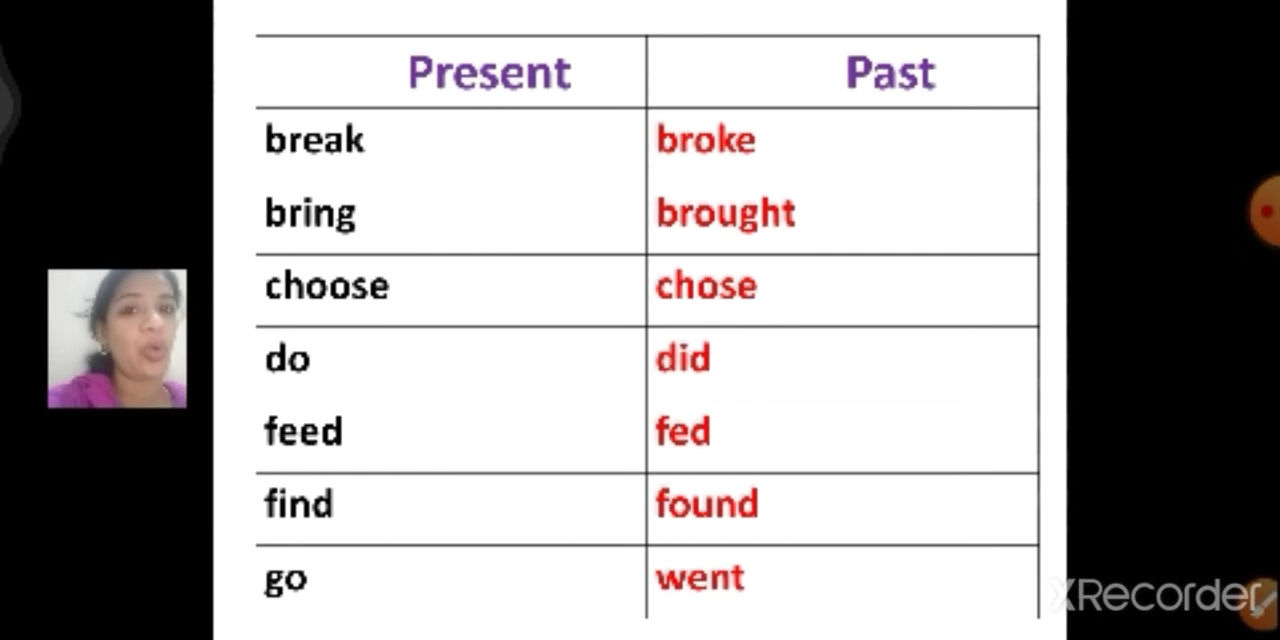 Present Past
break broke
bring brought
choose chose
do did
feed fed
find found
go went
XRecorder